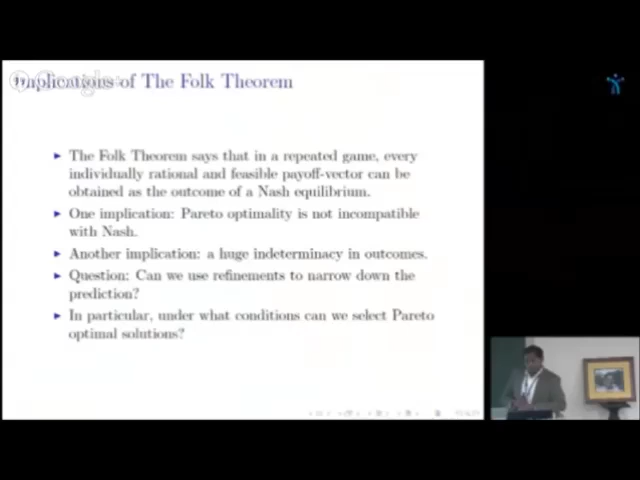 Implications of The Folk Theorem
Google+
► The Folk Theorem says that in a repeated game, every
individually rational and feasible payoff-vector can be
obtained as the outcome of a Nash equilibrium.
► One implication: Pareto optimality is not incompatible
with Nash.
► Another implication: a huge indeterminacy in outcomes.
► Question: Can we use refinements to narrow down the
prediction?
► In particular, under what conditions can we select Pareto
optimal solutions?